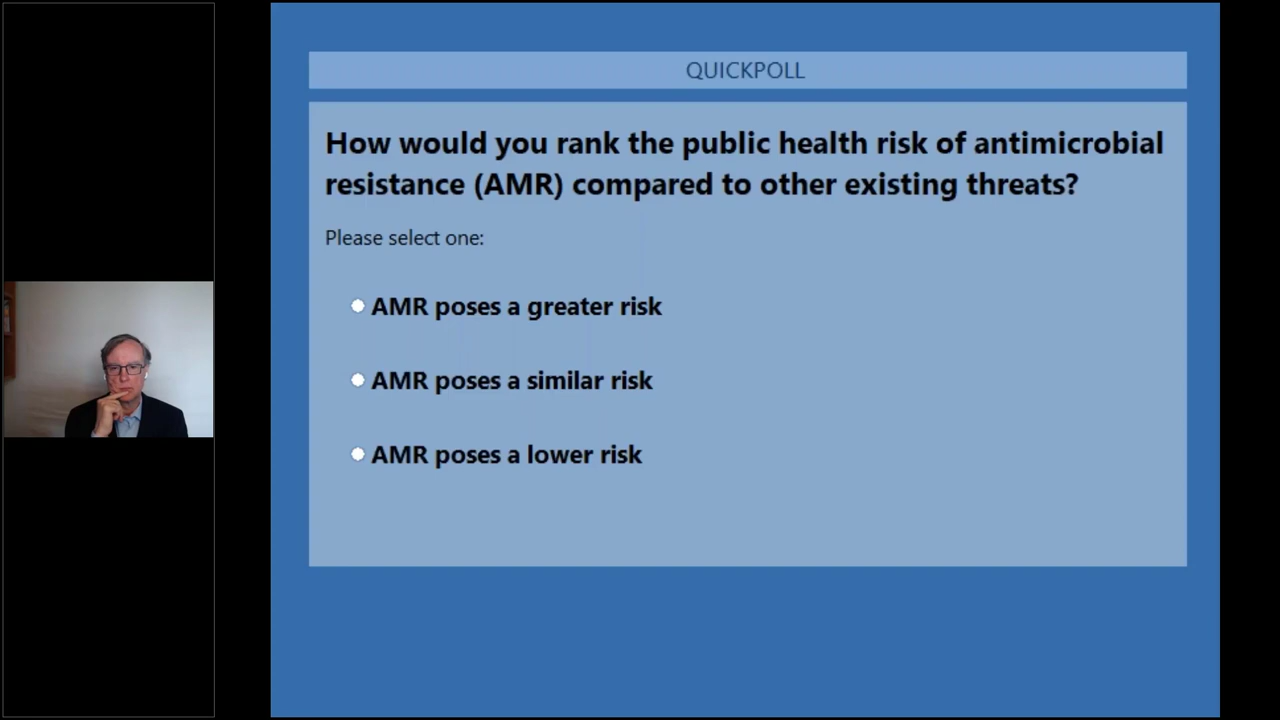 QUICKPOLL
How would you rank the public health risk of antimicrobial
resistance (AMR) compared to other existing threats?
Please select one:
AMR poses a greater risk
AMR poses a similar risk
AMR poses a lower risk